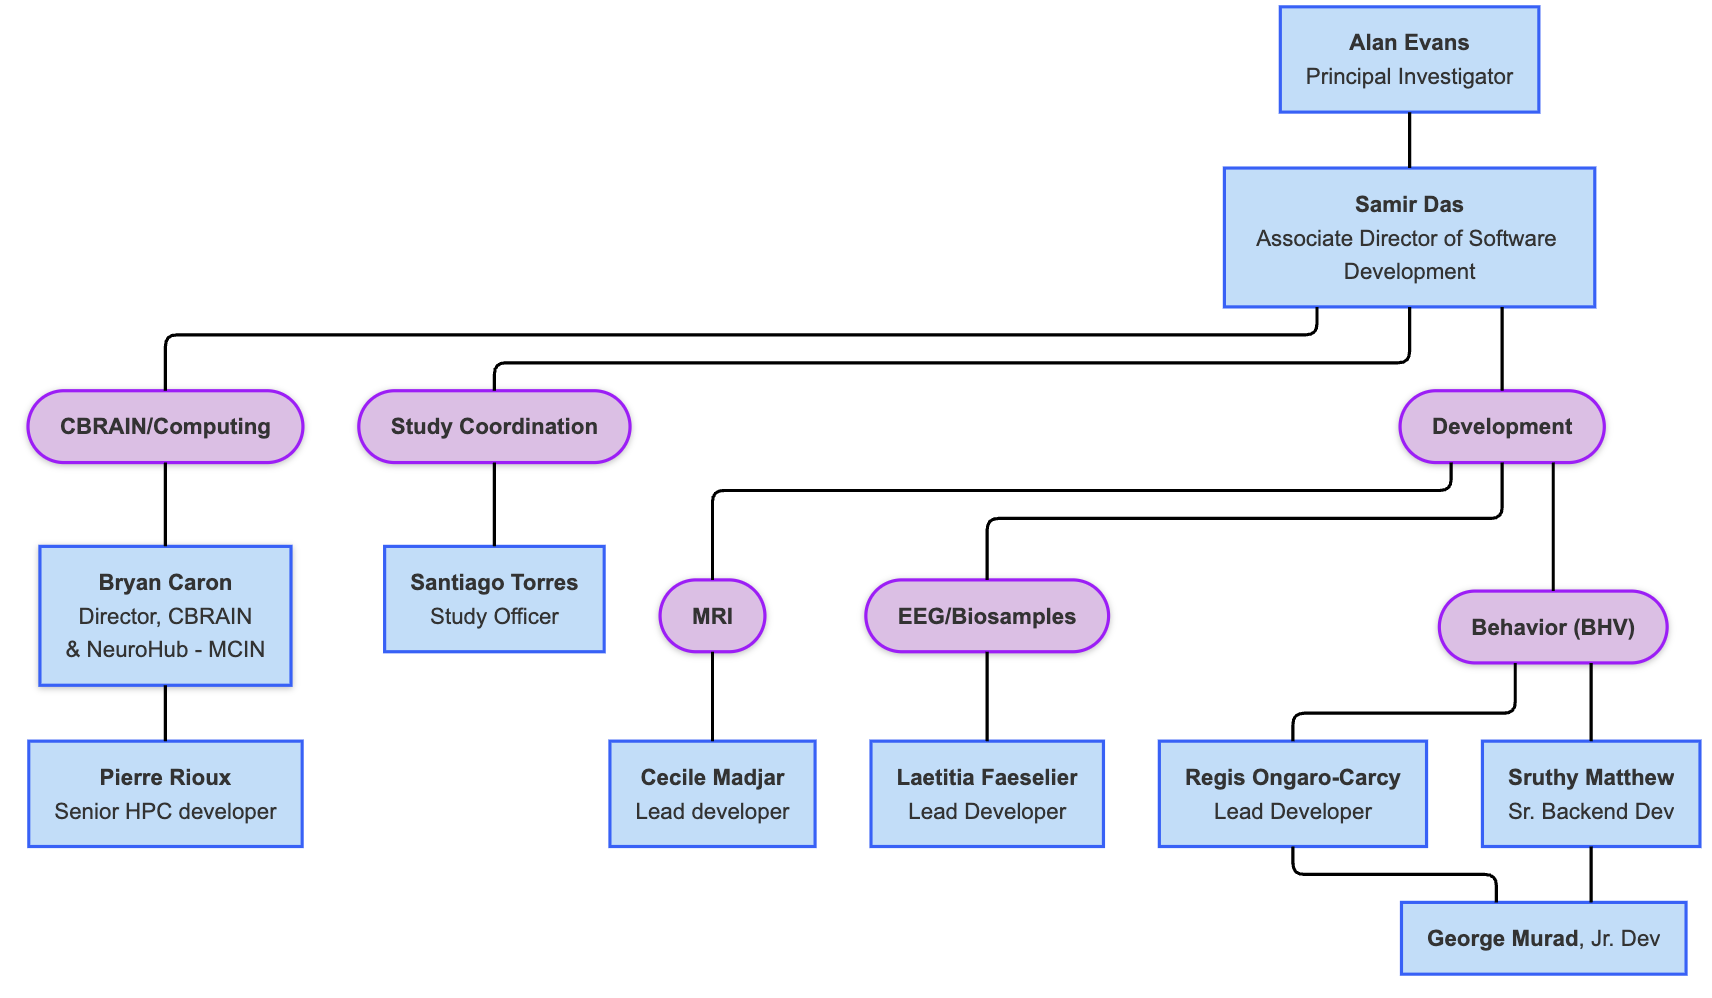 Alan Evans
Principal Investigator
Samir Das
Associate Director of Software
Development
CBRAIN/Computing
Study Coordination
Development
Bryan Caron
Director, CBRAIN
& NeuroHub - MCIN
Santiago Torres
Study Officer
MRI
EEG/Biosamples
Behavior (BHV)
Pierre Rioux
Senior HPC developer
Cecile Madjar
Lead developer
Laetitia Faeselier
Lead Developer
Regis Ongaro-Carcy
Lead Developer
Sruthy Matthew
Sr. Backend Dev
George Murad, Jr. Dev